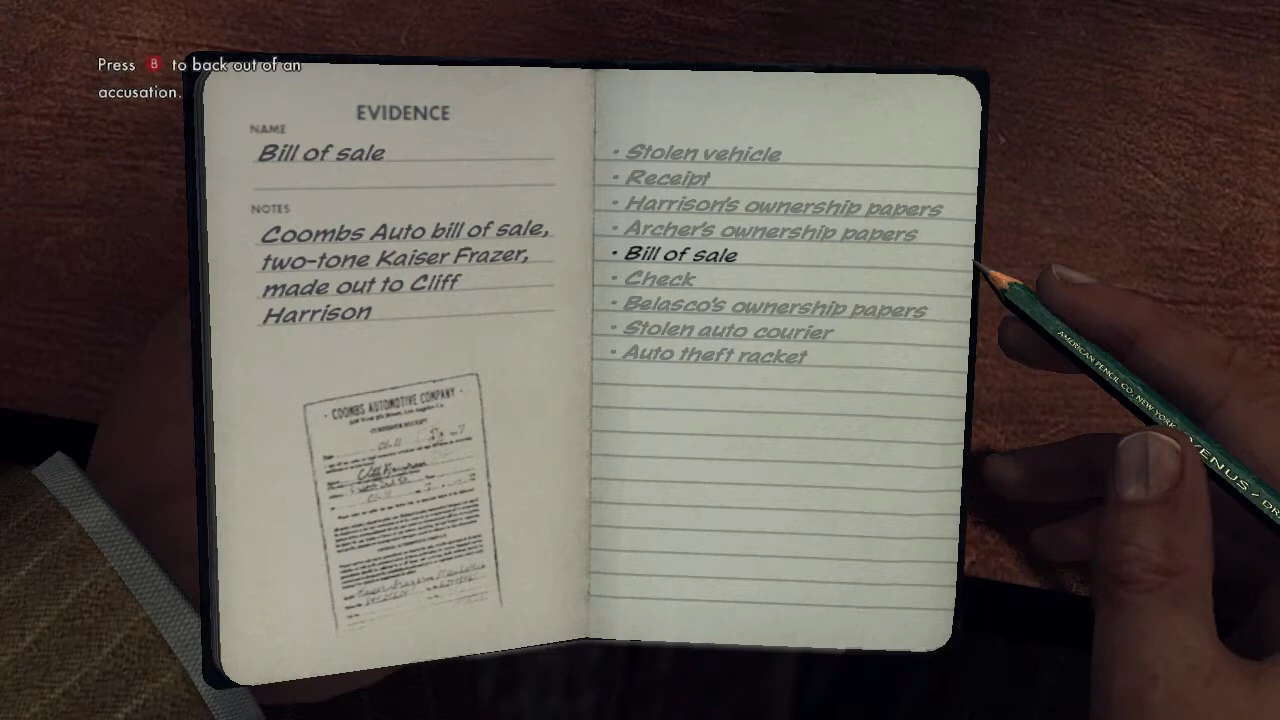 Press B to back out of an
accusation.
EVIDENCE
NAME
Bill of sale
NOTES
Coombs Auto bill of sale,
two-tone Kaiser Frazer,
made out to Cliff
Harrison
• COOMBS AUTOMOTIVE COMPANY •
• Stolen vehicle
• Receipt
• Harrison's ownership papers
• Archer's ownership papers
• Bill of sale
• Check
• Belasco's ownership papers
• Stolen auto courier
• Auto theft racket
AMERICAN PENCIL CO. NEW YORK
VENUS